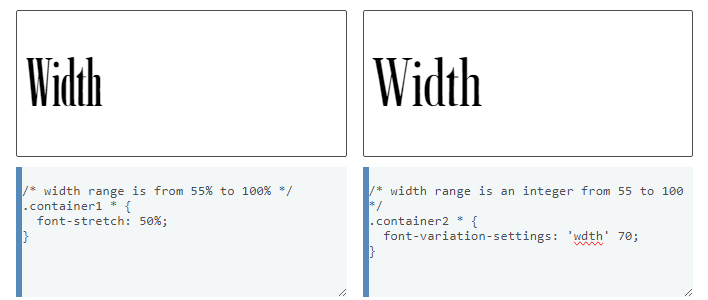 Width
/* width range is from 55% to 100% */
.container1 * {
  font-stretch: 50%;
}
Width
/* width range is an integer from 55 to 100
*/
.container2 * {
  font-variation-settings: 'wdth' 70;
}